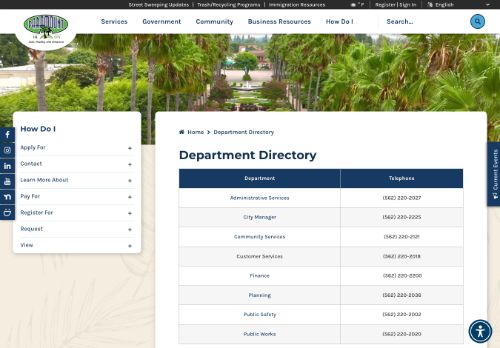 Street Sweeping Updates | Trash/Recycling Programs | Immigration Resources
° F
Register | Sign In
English
PARAMOUNT
Services Government Community Business Resources How Do I
Search...
How Do I
Apply For +
Contact +
Learn More About +
Pay For +
Register For +
Request +
View +
Home > Department Directory
Department Directory
Department Telephone
Administrative Services (562) 220-2027
City Manager (562) 220-2225
Community Services (562) 220-2121
Customer Services (562) 220-2018
Finance (562) 220-2200
Planning (562) 220-2036
Public Safety (562) 220-2002
Public Works (562) 220-2020
Current Events